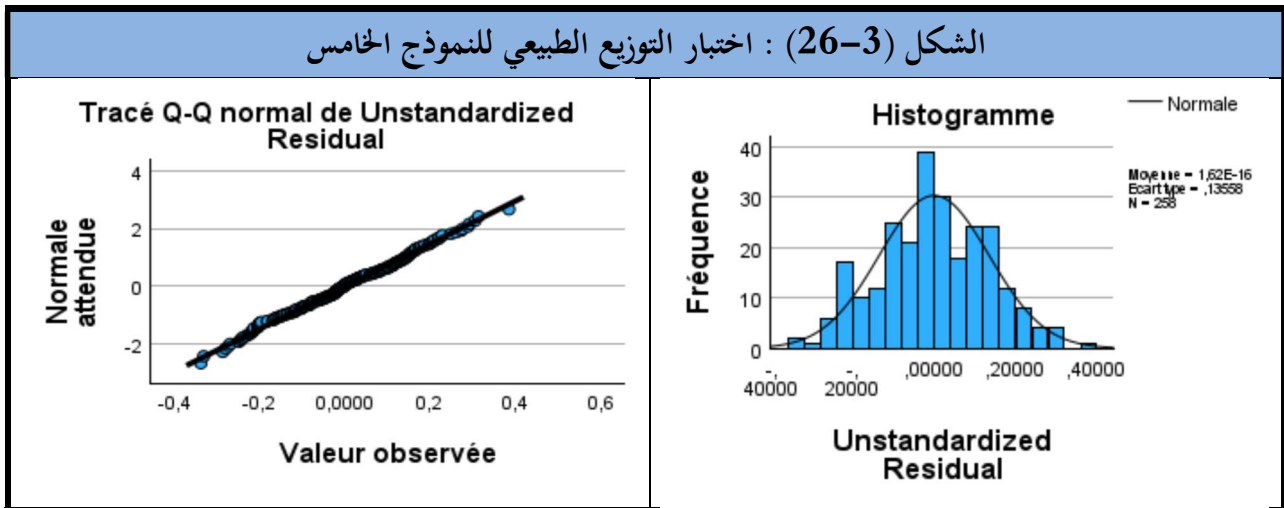 الشكل (3-26) : اختبار التوزيع الطبيعي للنموذج الخامس
Tracé Q-Q normal de Unstandardized
Residual
4
2
0
-2
Normale
attendue
-0,4 -0,2 0,0000 0,2 0,4 0,6
Valeur observée
Histogramme
Normale
Moyenne = 1,62E-16
Ecart type = ,13558
N = 258
40
30
20
10
0
Fréquence
-, -, ,00000 ,20000 ,40000
40000 20000
Unstandardized
Residual